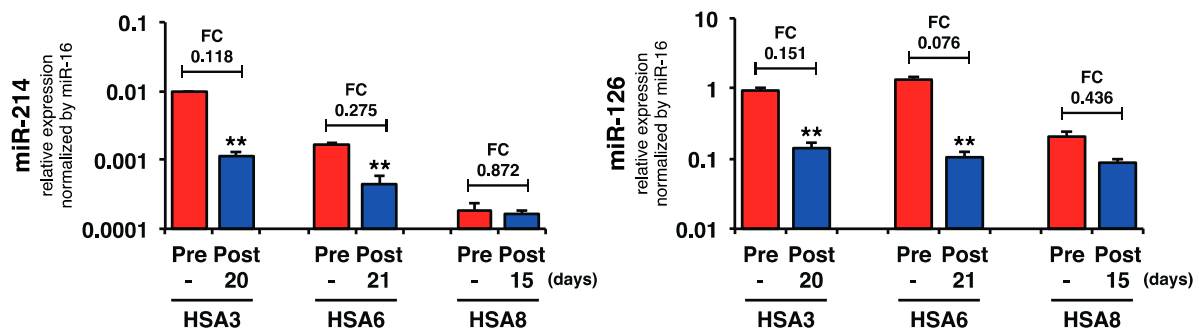 miR-214
relative expression
normalized by miR-16
0.1
0.01
0.001
0.0001
FC
0.118
**
FC
0.275
**
FC
0.872
Pre Post
- 20
HSA3
Pre Post
- 21
HSA6
Pre Post
- 15 (days)
HSA8
miR-126
relative expression
normalized by miR-16
10
1
0.1
0.01
FC
0.151
**
FC
0.076
**
FC
0.436
Pre Post
- 20
HSA3
Pre Post
- 21
HSA6
Pre Post
- 15 (days)
HSA8